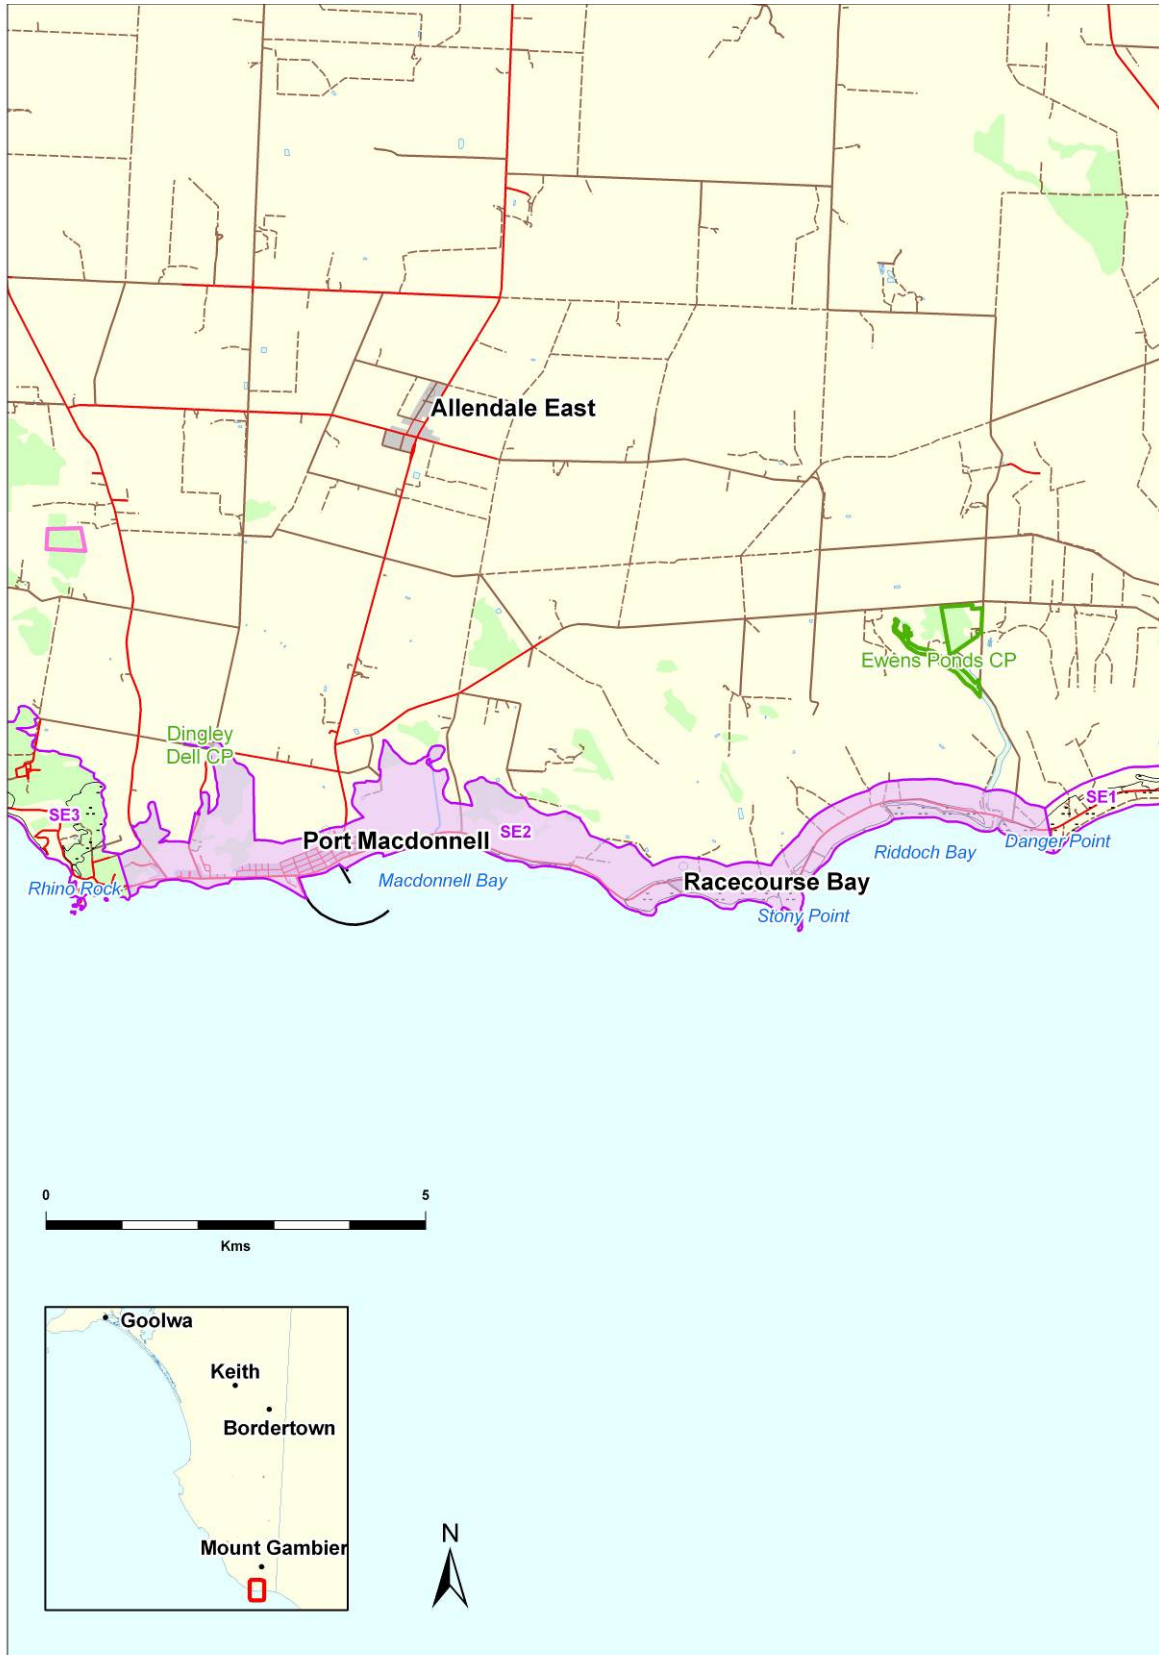 Allendale East
Ewens Ponds CP
Dingley
Dell CP
SE3
SE1
Port Macdonnell
SE2
Danger Point
Riddoch Bay
Rhino Rock
Macdonnell Bay
Racecourse Bay
Stony Point
0
5
Kms
Goolwa
Keith
Bordertown
Mount Gambier
N